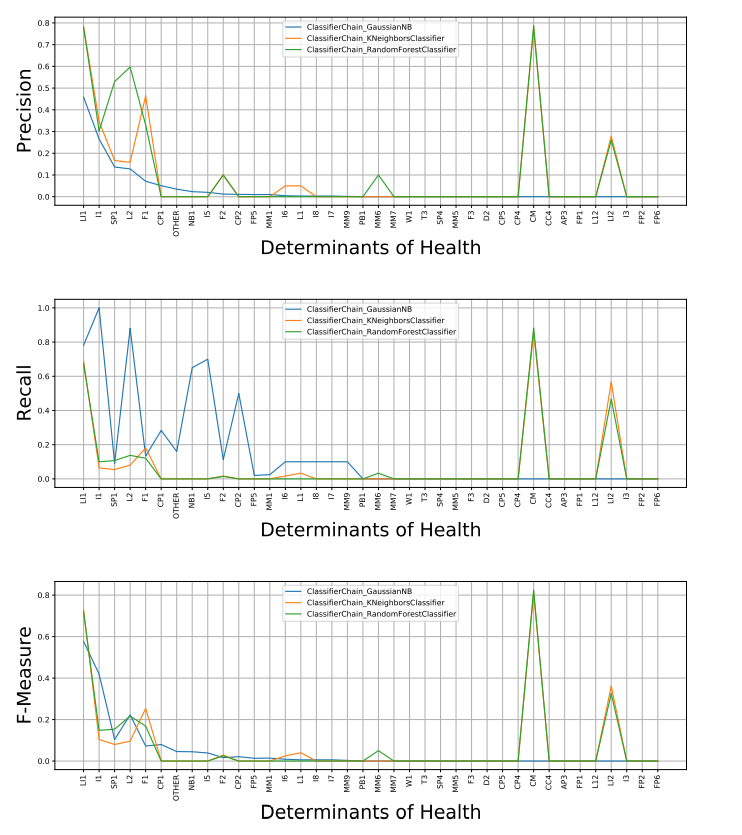 Precision
0.8
0.7
0.6
0.5
0.4
0.3
0.2
0.1
0.0
ClassifierChain_GaussianNB
ClassifierChain_KNeighborsClassifier
ClassifierChain_RandomForestClassifier
LI1 I1 SP1 L2 F1 CP1 OTHER NB1 I5 F2 CP2 FP5 MM1 I6 L1 I8 I7 MM9 PB1 MM6 MM7 W1 T3 SP4 MM5 F3 D2 CP5 CP4 CM CC4 AP3 FP1 L12 LI2 I3 FP2 FP6
Determinants of Health
Recall
1.0
0.8
0.6
0.4
0.2
0.0
ClassifierChain_GaussianNB
ClassifierChain_KNeighborsClassifier
ClassifierChain_RandomForestClassifier
LI1 I1 SP1 L2 F1 CP1 OTHER NB1 I5 F2 CP2 FP5 MM1 I6 L1 I8 I7 MM9 PB1 MM6 MM7 W1 T3 SP4 MM5 F3 D2 CP5 CP4 CM CC4 AP3 FP1 L12 LI2 I3 FP2 FP6
Determinants of Health
F-Measure
0.8
0.6
0.4
0.2
0.0
ClassifierChain_GaussianNB
ClassifierChain_KNeighborsClassifier
ClassifierChain_RandomForestClassifier
LI1 I1 SP1 L2 F1 CP1 OTHER NB1 I5 F2 CP2 FP5 MM1 I6 L1 I8 I7 MM9 PB1 MM6 MM7 W1 T3 SP4 MM5 F3 D2 CP5 CP4 CM CC4 AP3 FP1 L12 LI2 I3 FP2 FP6
Determinants of Health